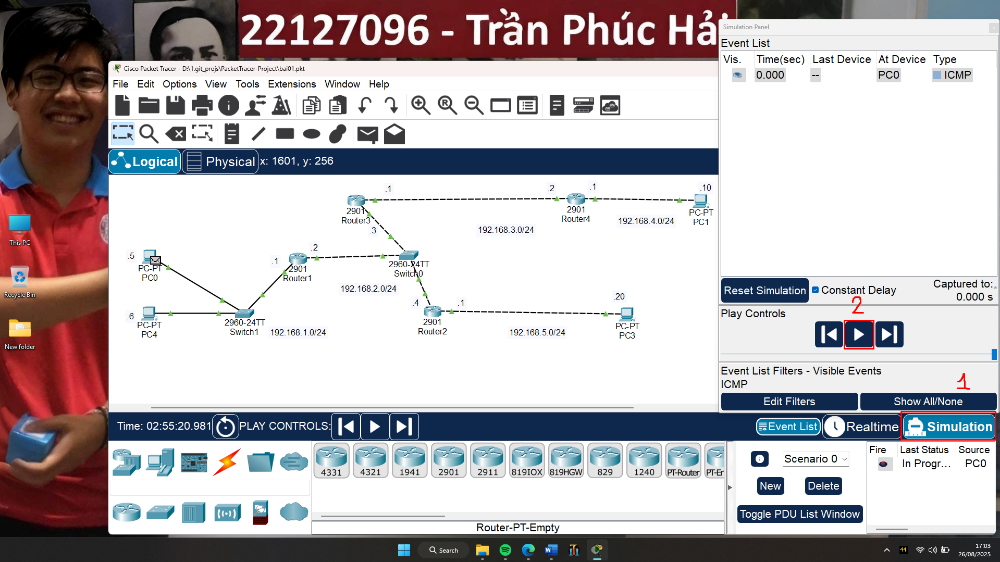 22127096 - Trần Phúc Hải
This PC
Recycle Bin
New folder
Cisco Packet Tracer - D:\1.git_projs\PacketTracer-Project\bai01.pkt
File Edit Options View Tools Extensions Window Help
Logical
Physical
x: 1601, y: 256
.1
.2
.1
.10
2901
Router3
2901
Router4
PC-PT
PC1
.3
192.168.3.0/24
192.168.4.0/24
.5
PC-PT
PC0
.1
.2
2901
Router1
2960-24TT
Switch0
192.168.2.0/24
.6
PC-PT
PC4
2960-24TT
Switch1
192.168.1.0/24
.4
.1
2901
Router2
192.168.5.0/24
.20
PC-PT
PC3
Time: 02:55:20.981
PLAY CONTROLS:
Event List
Realtime
Simulation
4331
4321
1941
2901
2911
819IOX
819HGW
829
1240
PT-Router
PT-Er
Router-PT-Empty
Scenario 0
New
Delete
Toggle PDU List Window
Fire Last Status Source
In Progr... PC0
Simulation Panel
Event List
Vis. Time(sec) Last Device At Device Type
0.000 -- PC0 ICMP
Reset Simulation
Constant Delay
Captured to:
0.000 s
*
2
Play Controls
Event List Filters - Visible Events
ICMP
1
Edit Filters
Show All/None
Search
44
17:03
26/08/2025